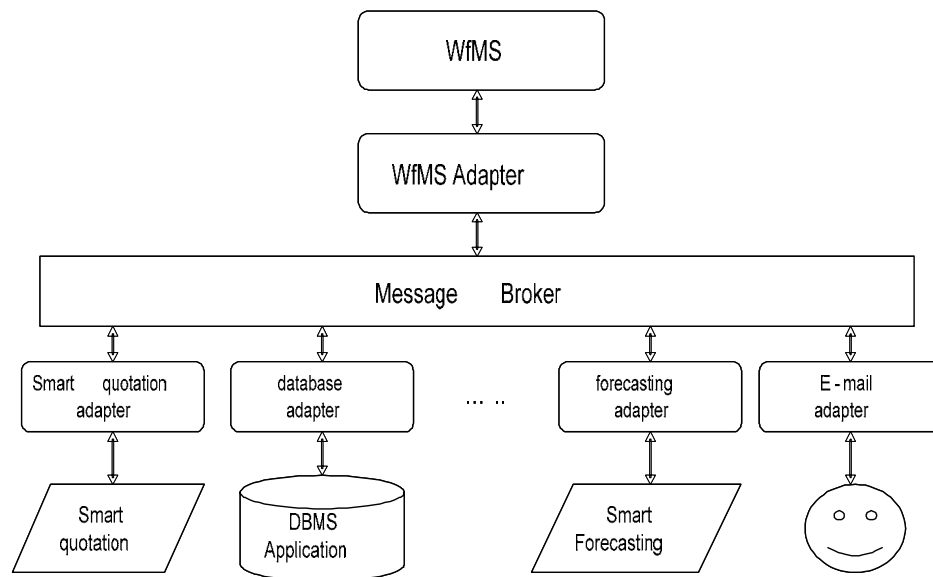 WfMS
WfMS Adapter
Message Broker
Smart quotation
adapter
database
adapter
... ..
forecasting
adapter
E-mail
adapter
Smart
quotation
DBMS
Application
Smart
Forecasting